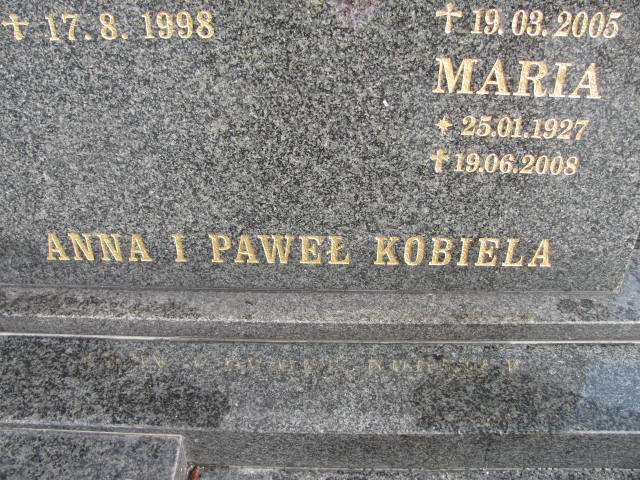 ✝ 17. 8. 1998
✝ 19. 03. 2005
MARIA
* 25.01.1927
✝ 19.06.2008
ANNA I PAWEŁ KOBIELA